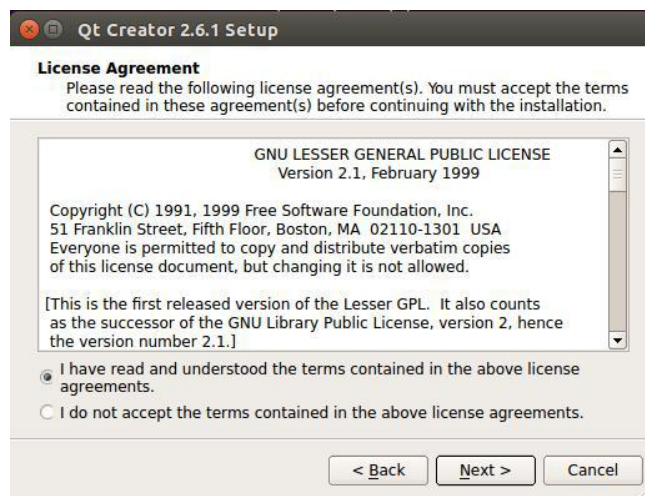 Qt Creator 2.6.1 Setup
License Agreement
Please read the following license agreement(s). You must accept the terms
contained in these agreement(s) before continuing with the installation.
GNU LESSER GENERAL PUBLIC LICENSE
Version 2.1, February 1999
Copyright (C) 1991, 1999 Free Software Foundation, Inc.
51 Franklin Street, Fifth Floor, Boston, MA  02110-1301  USA
Everyone is permitted to copy and distribute verbatim copies
of this license document, but changing it is not allowed.
[This is the first released version of the Lesser GPL.  It also counts
as the successor of the GNU Library Public License, version 2, hence
the version number 2.1.]
I have read and understood the terms contained in the above license
agreements.
I do not accept the terms contained in the above license agreements.
< Back Next > Cancel